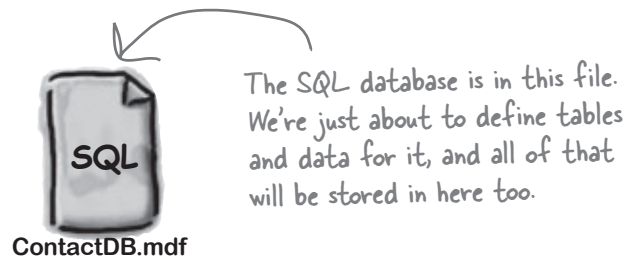 The SQL database is in this file.
We're just about to define tables
and data for it, and all of that
will be stored in here too.
SQL
ContactDB.mdf